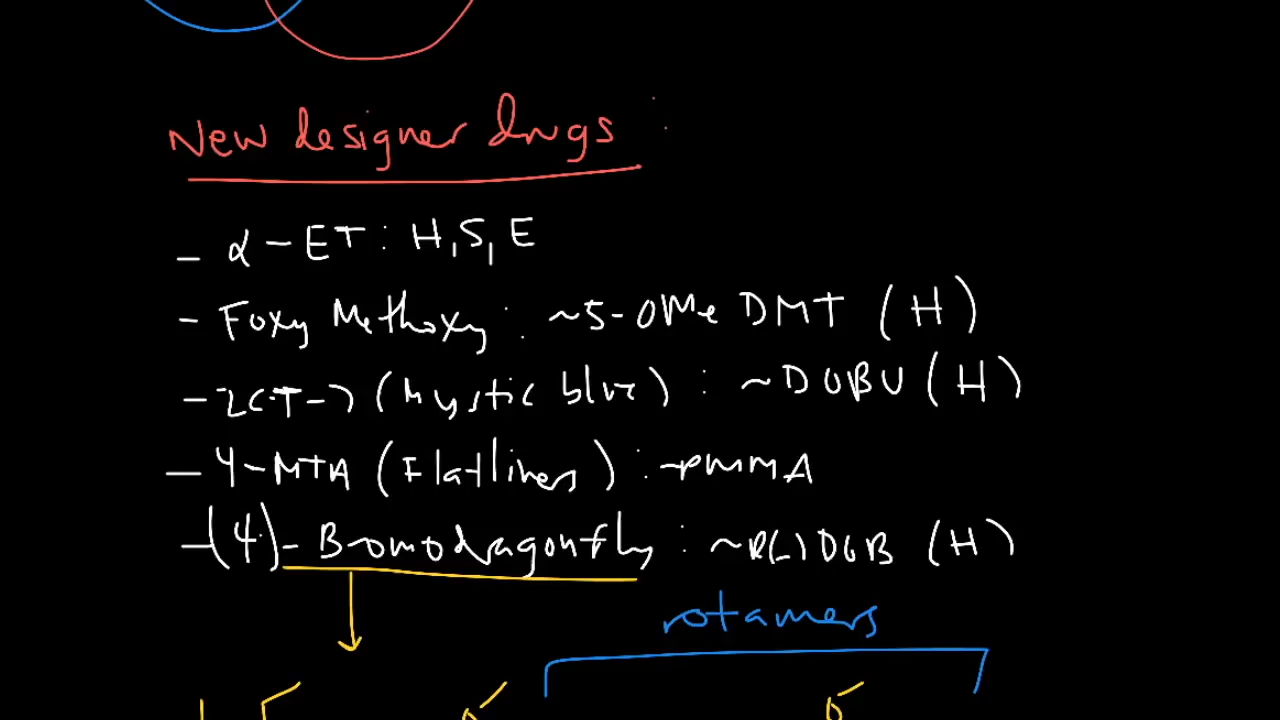 New designer drugs :
- α-ET : H, S, E
- Foxy Methoxy : ~5-OMe DMT (H)
- 2C-T-7 (Mystic blue) : ~DOBU (H)
- 4-MTA (Flatlines) : ~PMMA
-(4)-Bromodragonfly : ~R(-)DOB (H)
rotamers